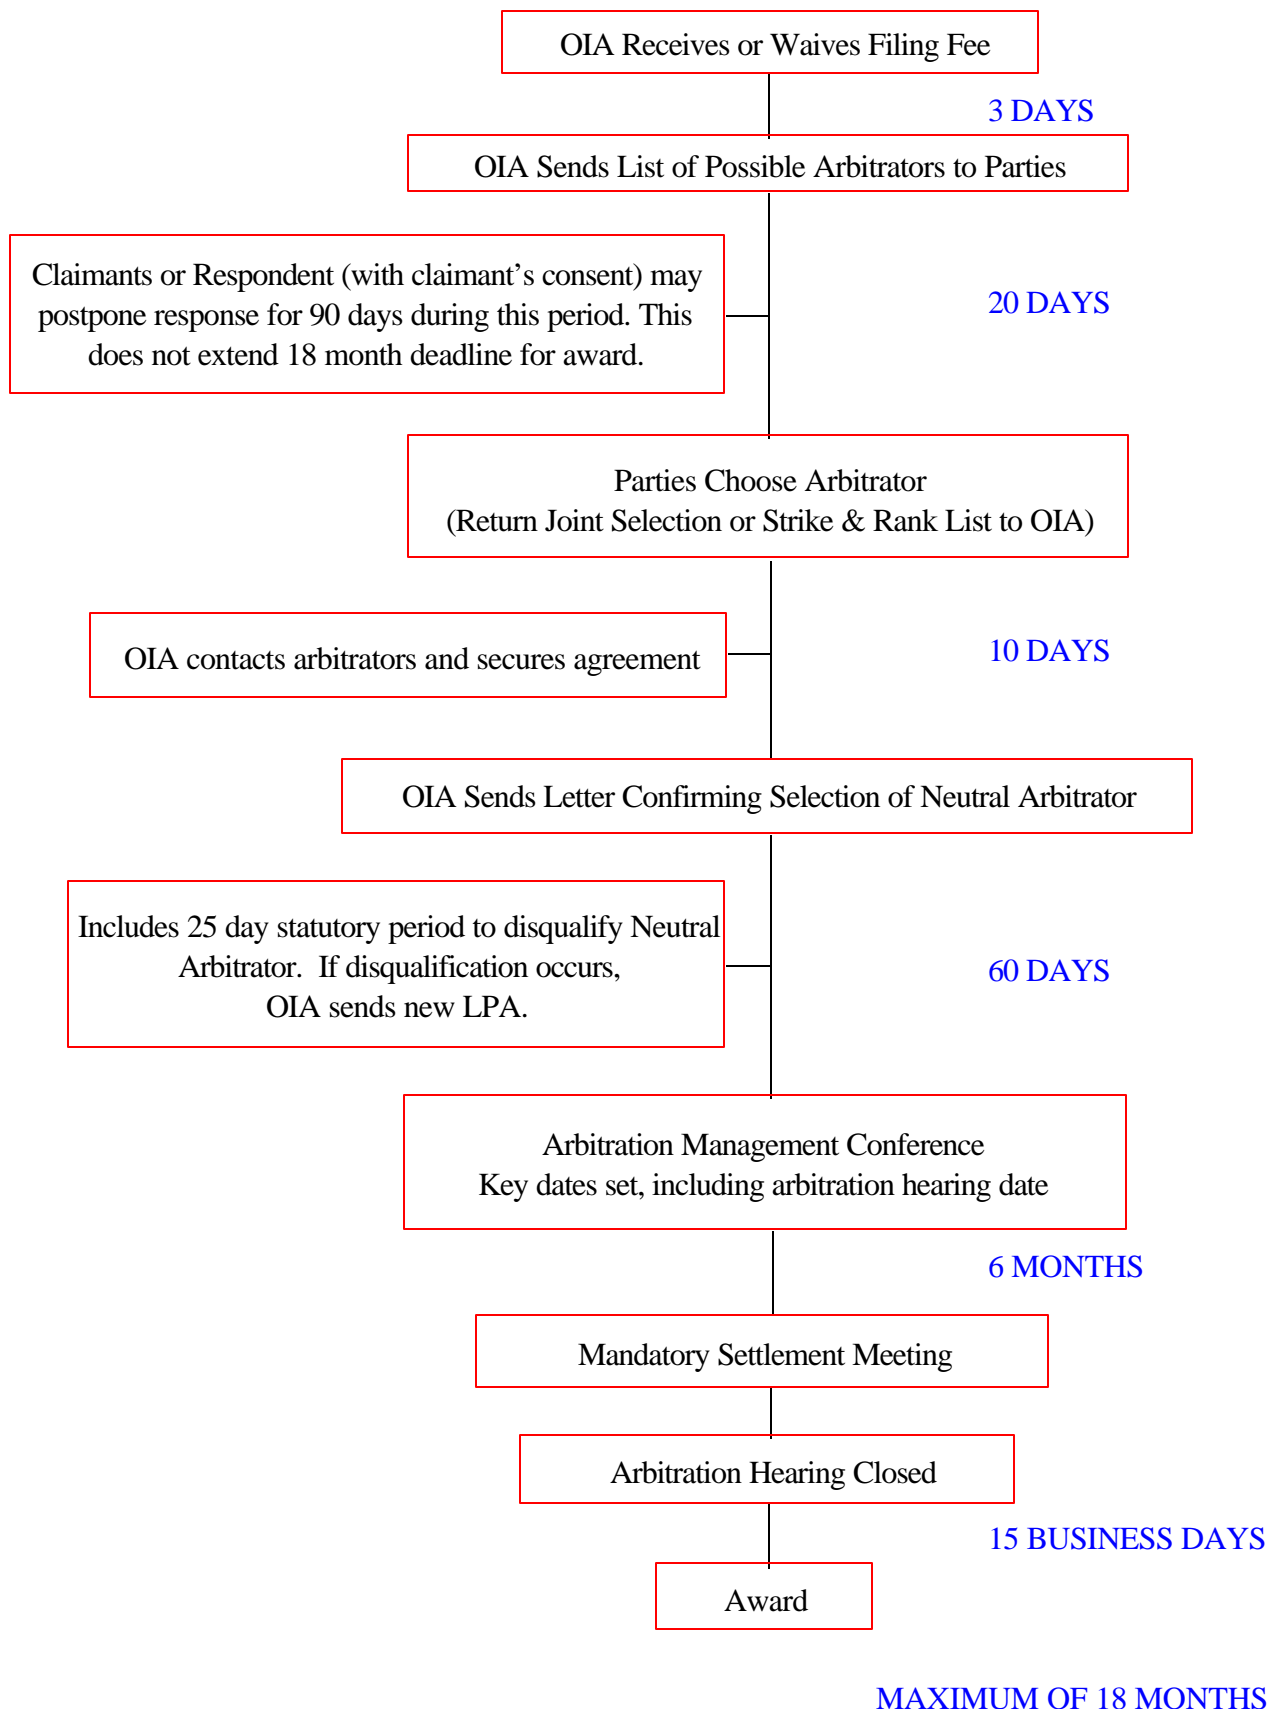 OIA Receives or Waives Filing Fee
3 DAYS
OIA Sends List of Possible Arbitrators to Parties
Claimants or Respondent (with claimant’s consent) may
postpone response for 90 days during this period. This
does not extend 18 month deadline for award.
20 DAYS
Parties Choose Arbitrator
(Return Joint Selection or Strike & Rank List to OIA)
OIA contacts arbitrators and secures agreement
10 DAYS
OIA Sends Letter Confirming Selection of Neutral Arbitrator
Includes 25 day statutory period to disqualify Neutral
Arbitrator. If disqualification occurs,
OIA sends new LPA.
60 DAYS
Arbitration Management Conference
Key dates set, including arbitration hearing date
6 MONTHS
Mandatory Settlement Meeting
Arbitration Hearing Closed
15 BUSINESS DAYS
Award
MAXIMUM OF 18 MONTHS